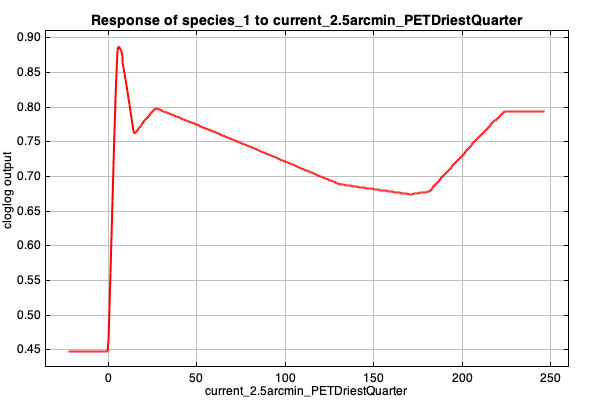 Response of species_1 to current_2.5arcmin_PETDriestQuarter
0.90
0.85
0.80
0.75
0.70
0.65
0.60
0.55
0.50
0.45
cloglog output
0 50 100 150 200 250
current_2.5arcmin_PETDriestQuarter